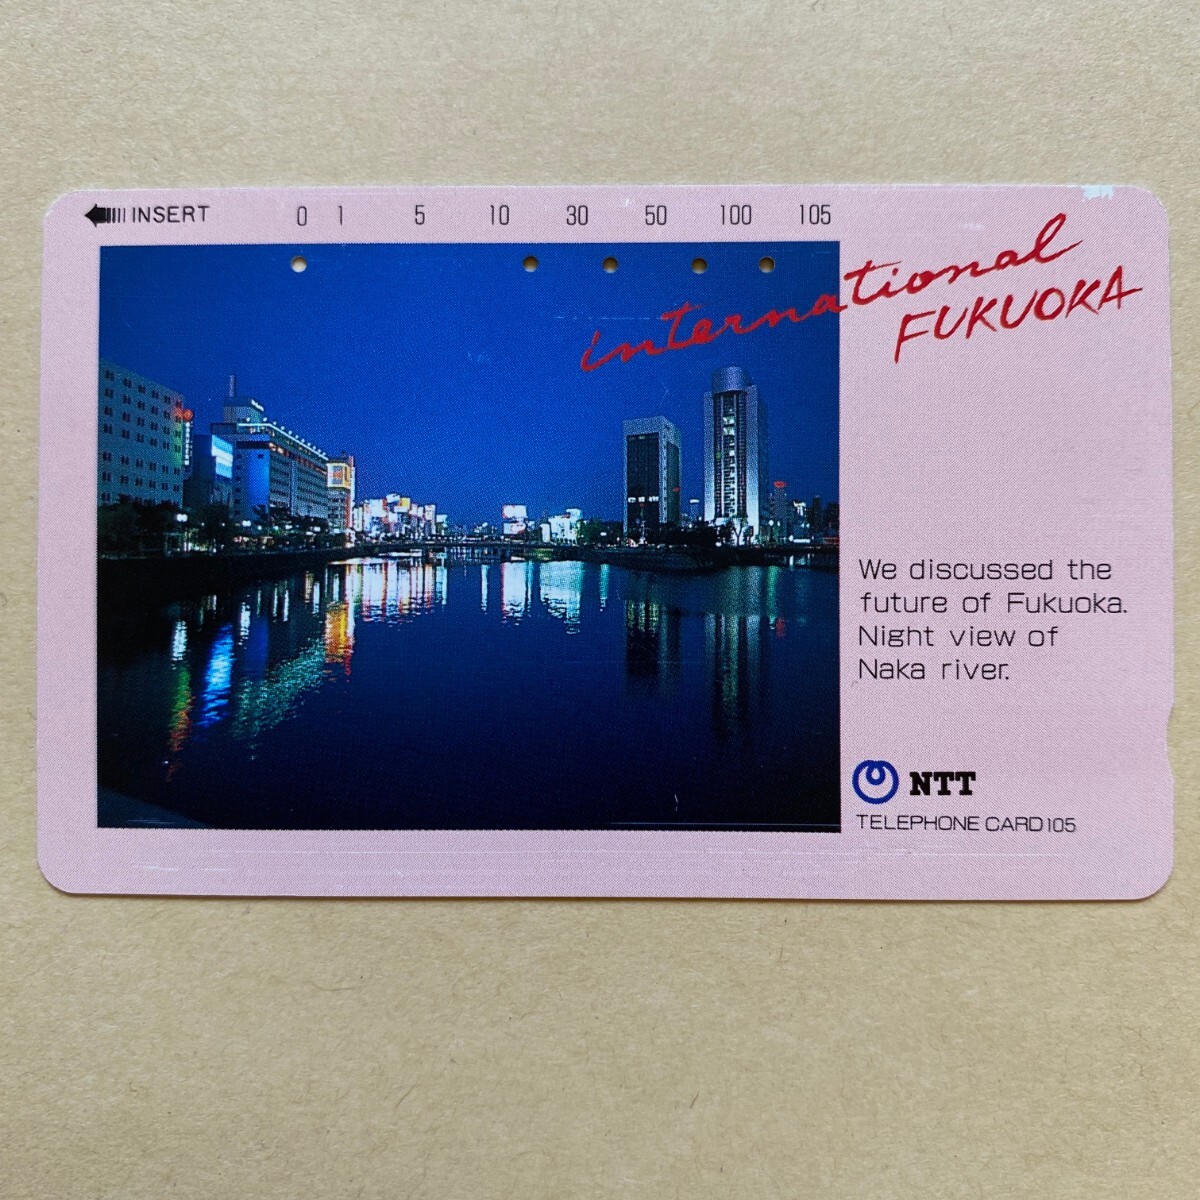 INSERT 0 1 5 10 30 50 100 105
international
FUKUOKA
We discussed the
future of Fukuoka.
Night view of
Naka river.
NTT
TELEPHONE CARD 105